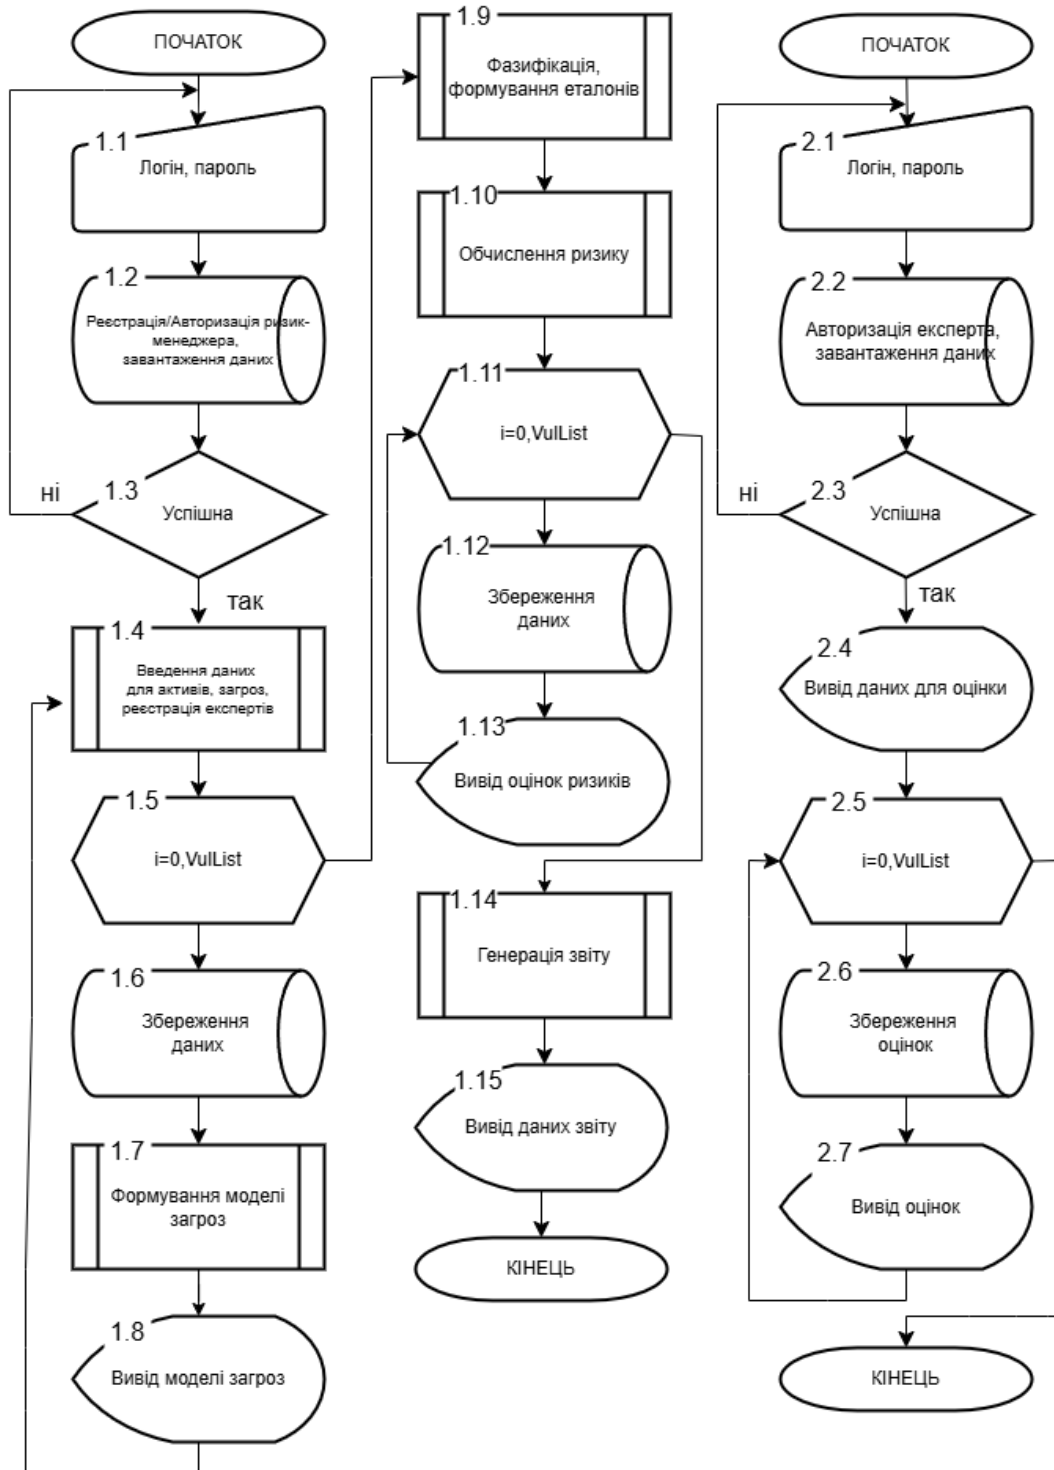 ПОЧАТОК
1.1
Логін, пароль
1.2
Реєстрація/Авторизація ризик-
менеджера,
завантаження даних
1.3
Успішна
ні
так
1.4
Введення даних
для активів, загроз,
реєстрація експертів
1.5
i=0,VulList
1.6
Збереження
даних
1.7
Формування моделі
загроз
1.8
Вивід моделі загроз
1.9
Фазифікація,
формування еталонів
1.10
Обчислення ризику
1.11
i=0,VulList
1.12
Збереження
даних
1.13
Вивід оцінок ризиків
1.14
Генерація звіту
1.15
Вивід даних звіту
КІНЕЦЬ
ПОЧАТОК
2.1
Логін, пароль
2.2
Авторизація експерта,
завантаження даних
2.3
Успішна
ні
так
2.4
Вивід даних для оцінки
2.5
i=0,VulList
2.6
Збереження
оцінок
2.7
Вивід оцінок
КІНЕЦЬ